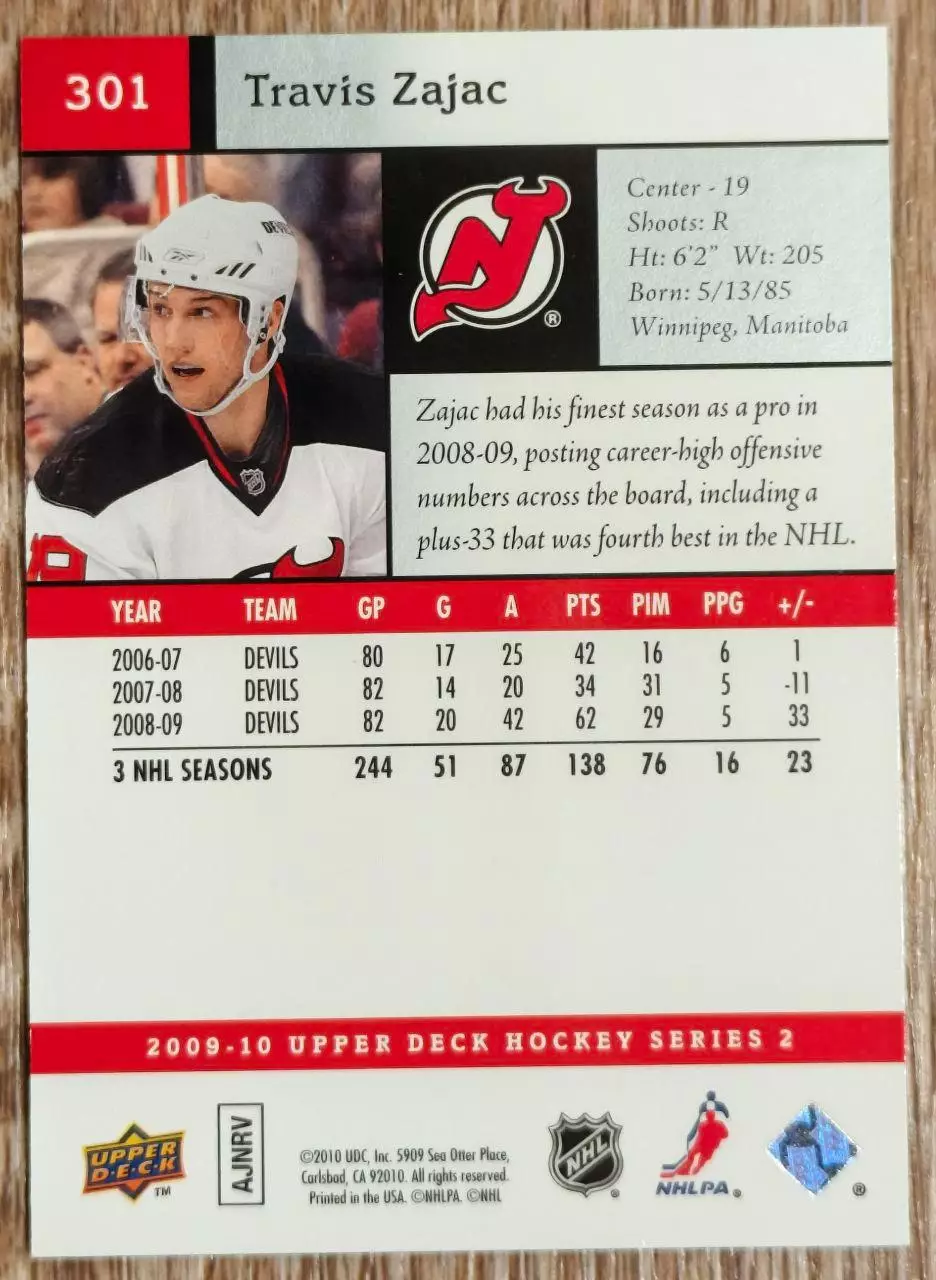 301
Travis Zajac
Center - 19
Shoots: R
Ht: 6'2" Wt: 205
Born: 5/13/85
Winnipeg, Manitoba
Zajac had his finest season as a pro in
2008-09, posting career-high offensive
numbers across the board, including a
plus-33 that was fourth best in the NHL.
YEAR TEAM GP G A PTS PIM PPG +/-
2006-07 DEVILS 80 17 25 42 16 6 1
2007-08 DEVILS 82 14 20 34 31 5 -11
2008-09 DEVILS 82 20 42 62 29 5 33
3 NHL SEASONS 244 51 87 138 76 16 23
2009-10 UPPER DECK HOCKEY SERIES 2
UPPER
DECK
TM
AJNRV
©2010 UDC, Inc. 5909 Sea Otter Place,
Carlsbad, CA 92010. All rights reserved.
Printed in the USA. ©NHLPA. ©NHL
NHL
®
NHLPA®
®